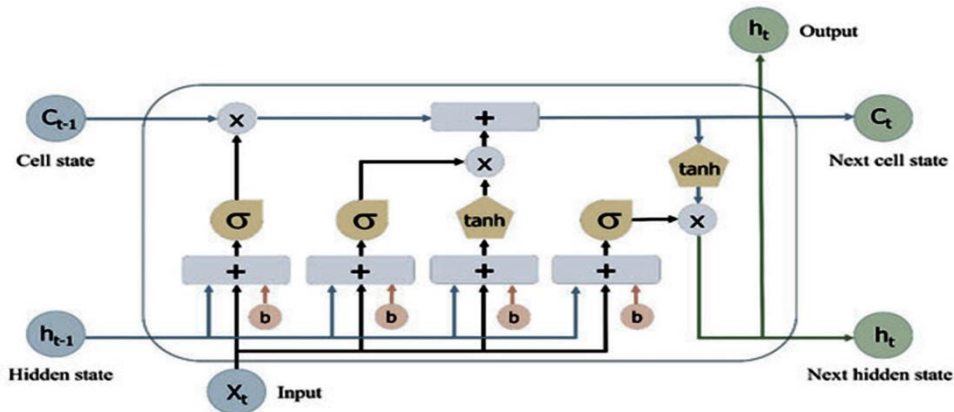 hₜ Output
Cₜ₋₁ x + Cₜ
Cell state Next cell state
x tanh
σ σ tanh σ x
+ + + +
b b b b
hₜ₋₁ hₜ
Hidden state Next hidden state
Xₜ Input